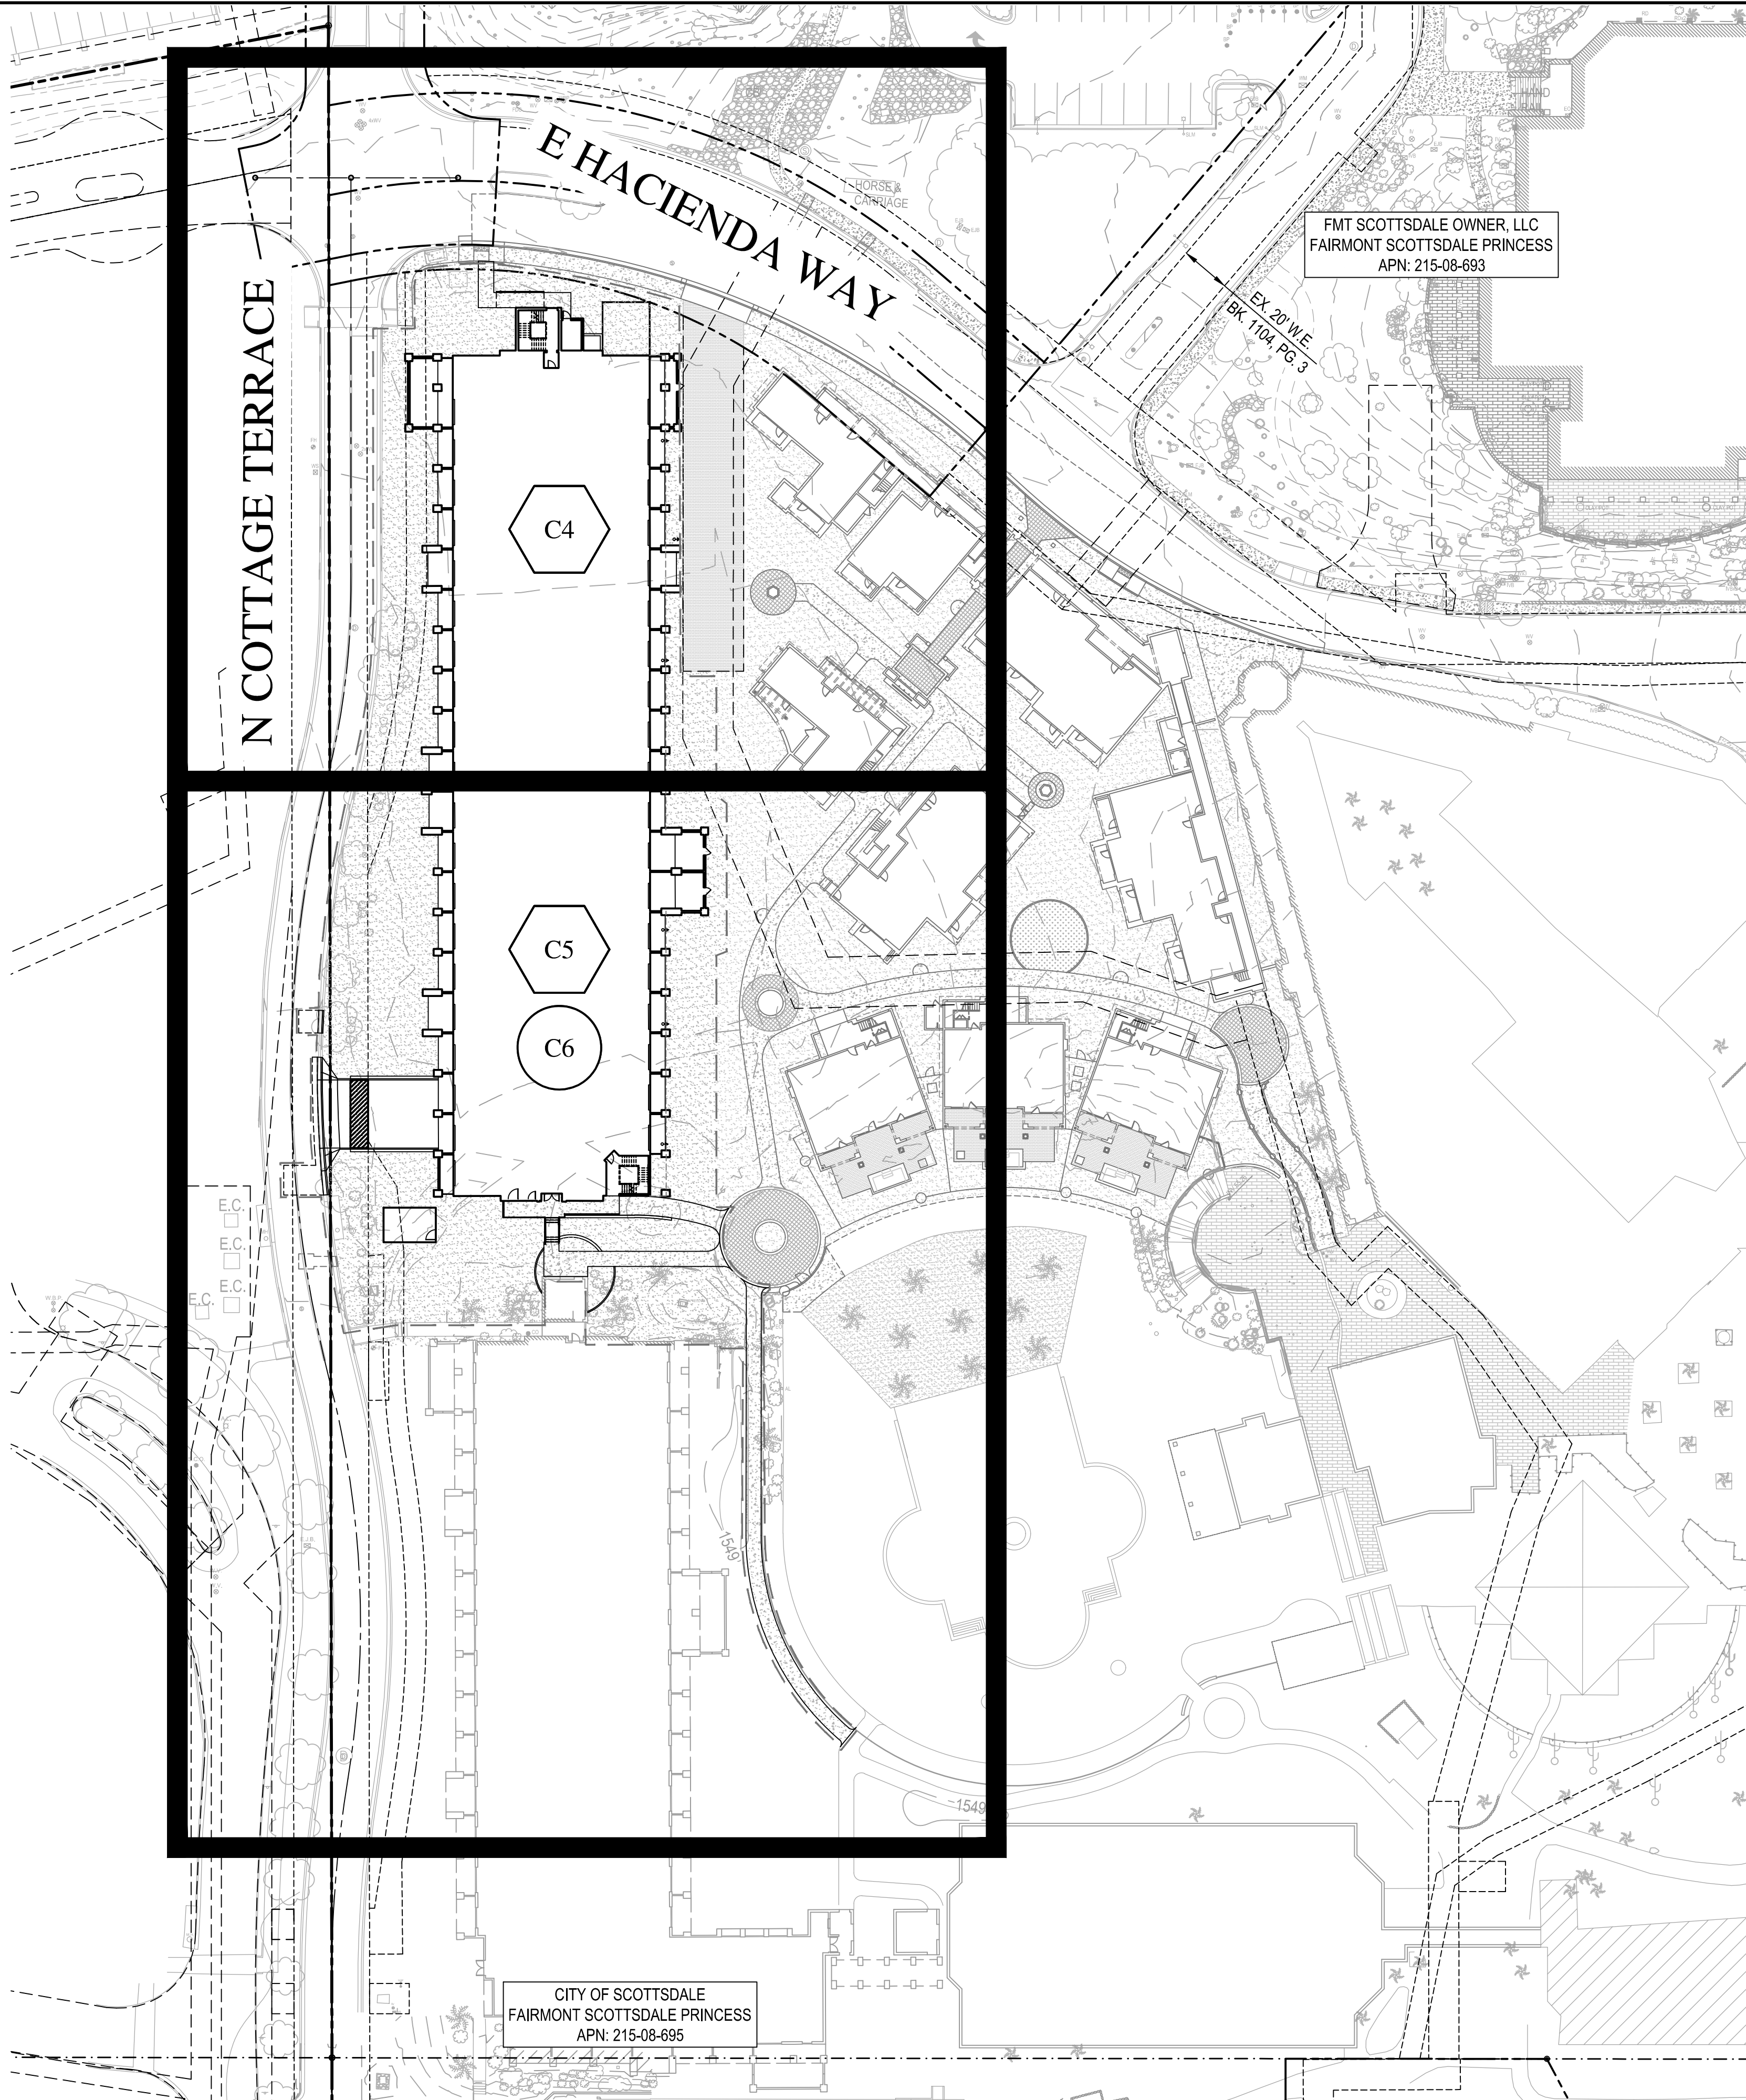 E HACIENDA WAY
HORSE &
CARRIAGE
HAND
RAIL
FMT SCOTTSDALE OWNER, LLC
FAIRMONT SCOTTSDALE PRINCESS
APN: 215-08-693
EX. 20' W.E.
BK. 1104, PG. 3
N COTTAGE TERRACE
C4
C5
C6
E.C.
E.C.
E.C.
E.C.
W.B.P.
E.J.B.
1549
1549
CITY OF SCOTTSDALE
FAIRMONT SCOTTSDALE PRINCESS
APN: 215-08-695